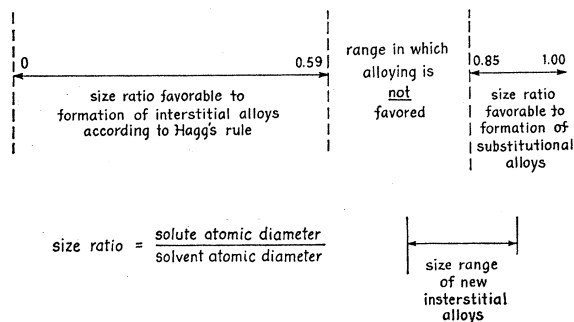 0
0.59
size ratio favorable to
formation of interstitial alloys
according to Hagg's rule
range in which
alloying is
not
favored
0.85
1.00
size ratio
favorable to
formation of
substitutional
alloys
size ratio = solute atomic diameter
solvent atomic diameter
size range
of new
insterstitial
alloys